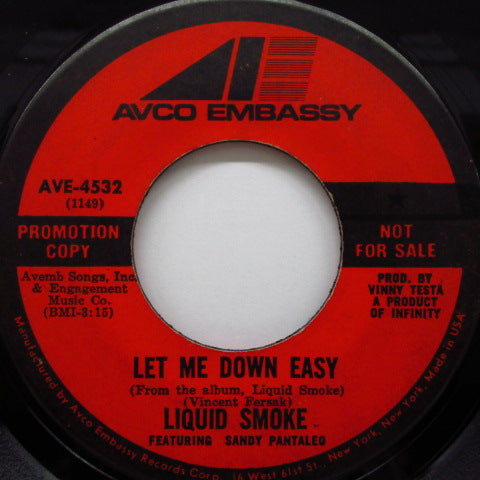 AVCO EMBASSY
AVE-4532
(1149)
PROMOTION
COPY
NOT
FOR SALE
Avemb Songs, Inc.
& Engagement
Music Co.
(BMI-3:15)
PROD. BY
VINNY TESTA
A PRODUCT
OF INFINITY
LET ME DOWN EASY
(From the album, Liquid Smoke)
(Vincent Fersak)
LIQUID SMOKE
FEATURING SANDY PANTALEO
Manufactured by Avco Embassy Records Corp., 16 West 61st St., New York, New York, Made in USA